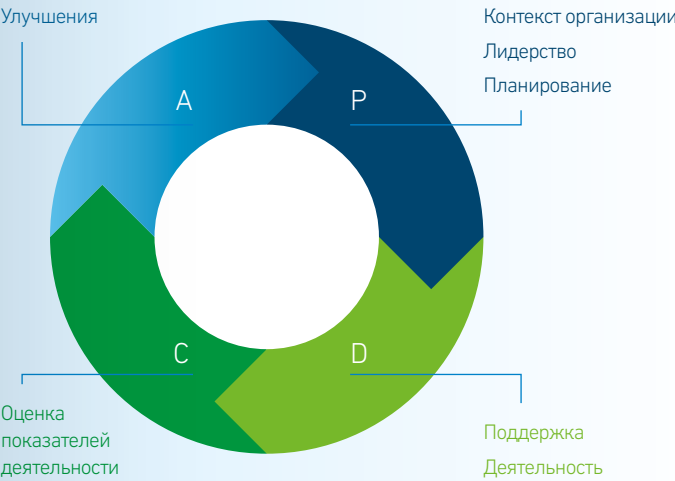 Улучшения
Контекст организации
Лидерство
Планирование
A
P
C
D
Оценка
показателей
деятельности
Поддержка
Деятельность